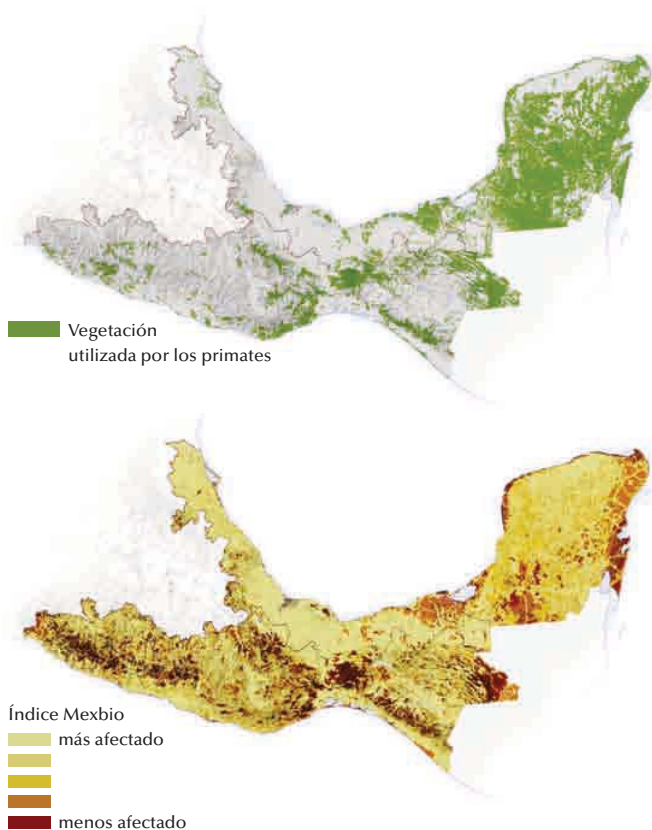 Vegetación
utilizada por los primates
Índice Mexbio
más afectado
menos afectado